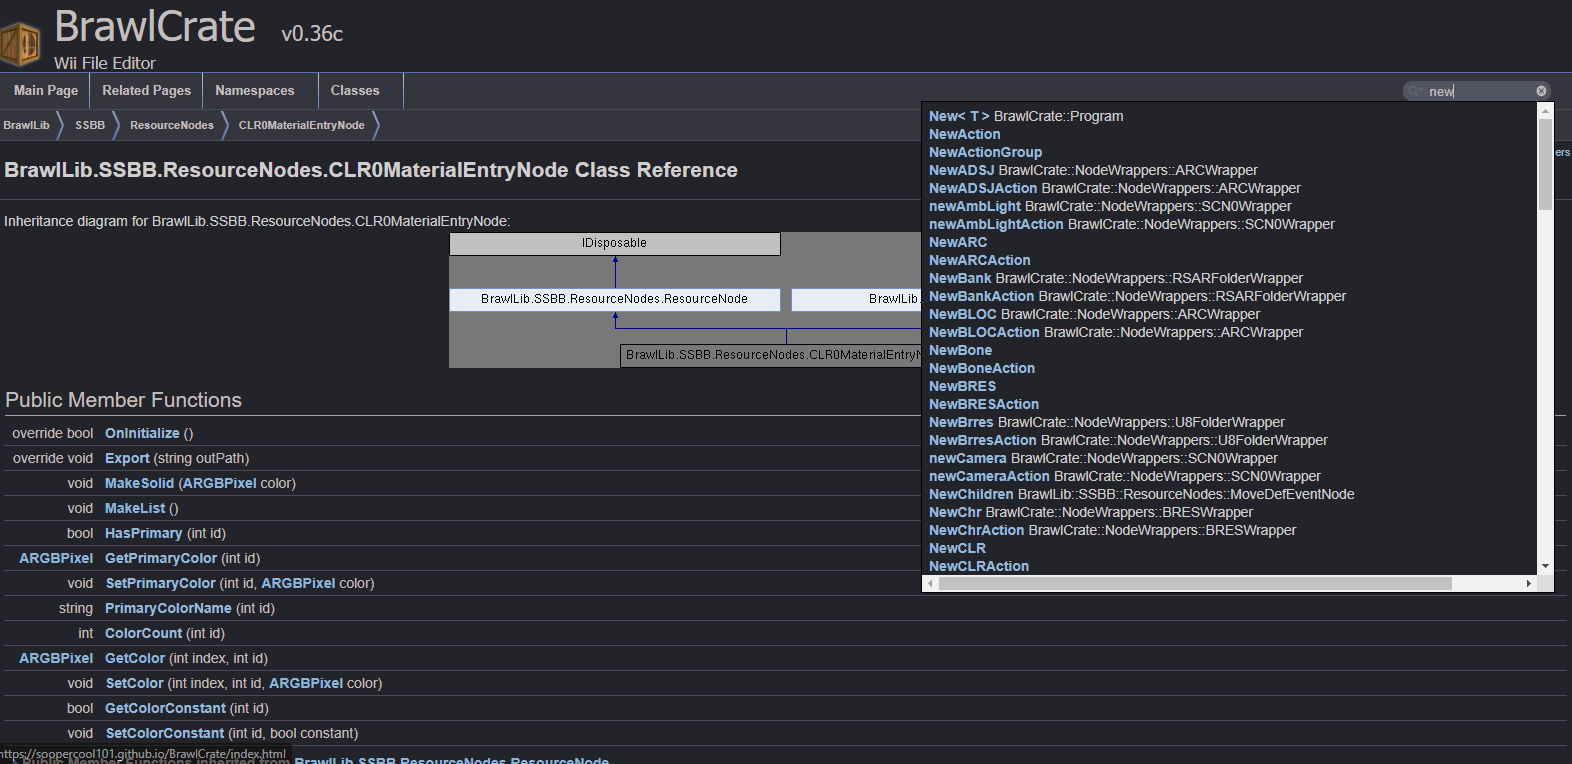 BrawlCrate v0.36c
Wii File Editor
Main Page Related Pages Namespaces Classes
new
BrawlLib SSBB ResourceNodes CLR0MaterialEntryNode
BrawlLib.SSBB.ResourceNodes.CLR0MaterialEntryNode Class Reference
Inheritance diagram for BrawlLib.SSBB.ResourceNodes.CLR0MaterialEntryNode:
IDisposable
BrawlLib.SSBB.ResourceNodes.ResourceNode BrawlLib.
BrawlLib.SSBB.ResourceNodes.CLR0MaterialEntryN
Public Member Functions
override bool OnInitialize ()
override void Export (string outPath)
void MakeSolid (ARGBPixel color)
void MakeList ()
bool HasPrimary (int id)
ARGBPixel GetPrimaryColor (int id)
void SetPrimaryColor (int id, ARGBPixel color)
string PrimaryColorName (int id)
int ColorCount (int id)
ARGBPixel GetColor (int index, int id)
void SetColor (int index, int id, ARGBPixel color)
bool GetColorConstant (int id)
void SetColorConstant (int id, bool constant)
Public Member Functions inherited from BrawlLib.SSBB.ResourceNodes.ResourceNode
https://soopercool101.github.io/BrawlCrate/index.html
New< T > BrawlCrate::Program
NewAction
NewActionGroup
NewADSJ BrawlCrate::NodeWrappers::ARCWrapper
NewADSJAction BrawlCrate::NodeWrappers::ARCWrapper
newAmbLight BrawlCrate::NodeWrappers::SCN0Wrapper
newAmbLightAction BrawlCrate::NodeWrappers::SCN0Wrapper
NewARC
NewARCAction
NewBank BrawlCrate::NodeWrappers::RSARFolderWrapper
NewBankAction BrawlCrate::NodeWrappers::RSARFolderWrapper
NewBLOC BrawlCrate::NodeWrappers::ARCWrapper
NewBLOCAction BrawlCrate::NodeWrappers::ARCWrapper
NewBone
NewBoneAction
NewBRES
NewBRESAction
NewBrres BrawlCrate::NodeWrappers::U8FolderWrapper
NewBrresAction BrawlCrate::NodeWrappers::U8FolderWrapper
newCamera BrawlCrate::NodeWrappers::SCN0Wrapper
newCameraAction BrawlCrate::NodeWrappers::SCN0Wrapper
NewChildren BrawlLib::SSBB::ResourceNodes::MoveDefEventNode
NewChr BrawlCrate::NodeWrappers::BRESWrapper
NewChrAction BrawlCrate::NodeWrappers::BRESWrapper
NewCLR
NewCLRAction
ers